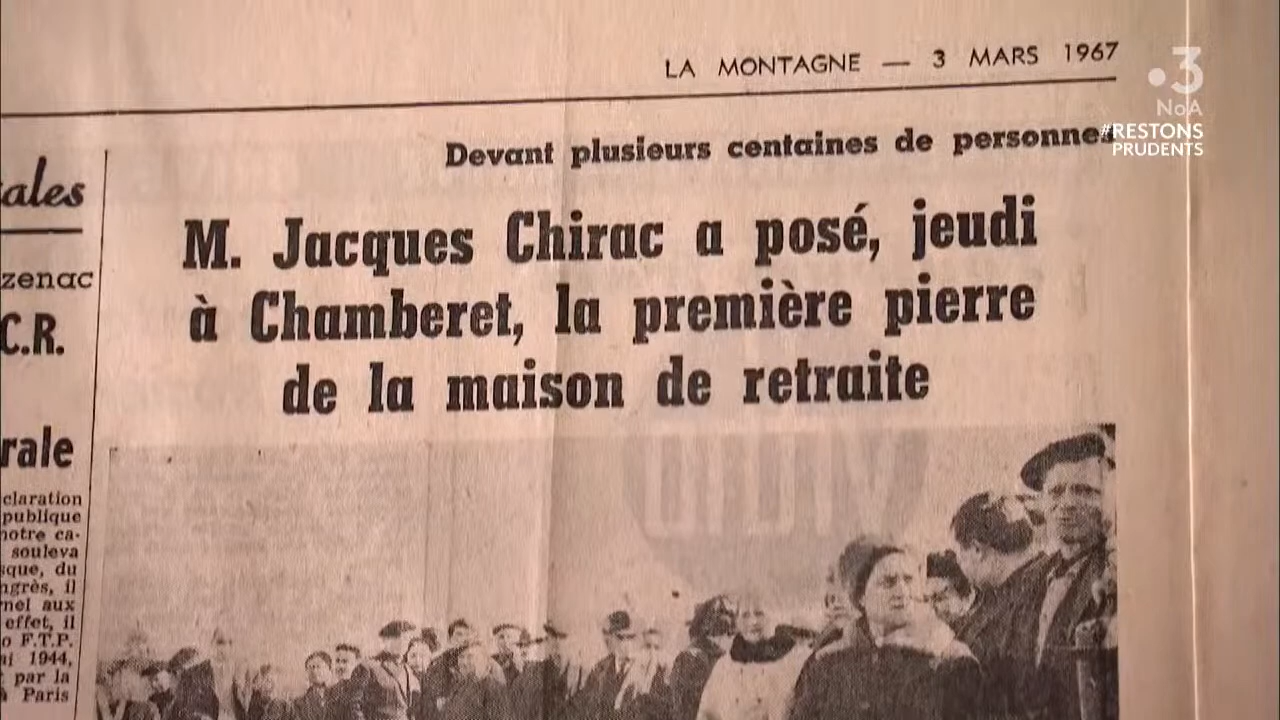 LA MONTAGNE — 3 MARS 1967
3
NoA
#RESTONS
PRUDENTS
Devant plusieurs centaines de personnes
M. Jacques Chirac a posé, jeudi
à Chamberet, la première pierre
de la maison de retraite
ales
zenac
C.R.
rale
claration
publique
notre ca-
souleva
sque, du
ngrès, il
nel aux
effet, il
o F.T.P.
ai 1944,
par la
à Paris